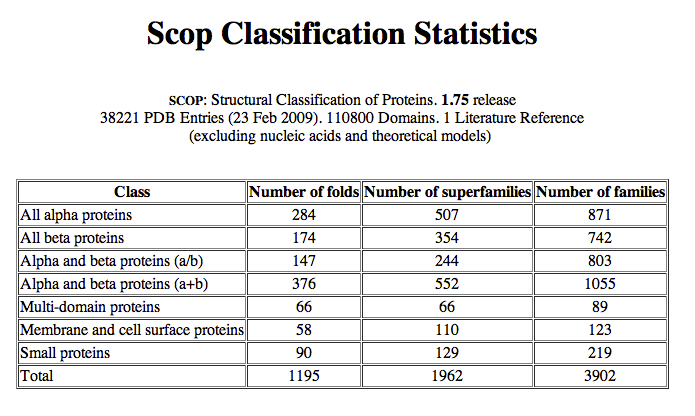 Scop Classification Statistics
SCOP: Structural Classification of Proteins. 1.75 release
38221 PDB Entries (23 Feb 2009). 110800 Domains. 1 Literature Reference
(excluding nucleic acids and theoretical models)
Class Number of folds Number of superfamilies Number of families
All alpha proteins 284 507 871
All beta proteins 174 354 742
Alpha and beta proteins (a/b) 147 244 803
Alpha and beta proteins (a+b) 376 552 1055
Multi-domain proteins 66 66 89
Membrane and cell surface proteins 58 110 123
Small proteins 90 129 219
Total 1195 1962 3902